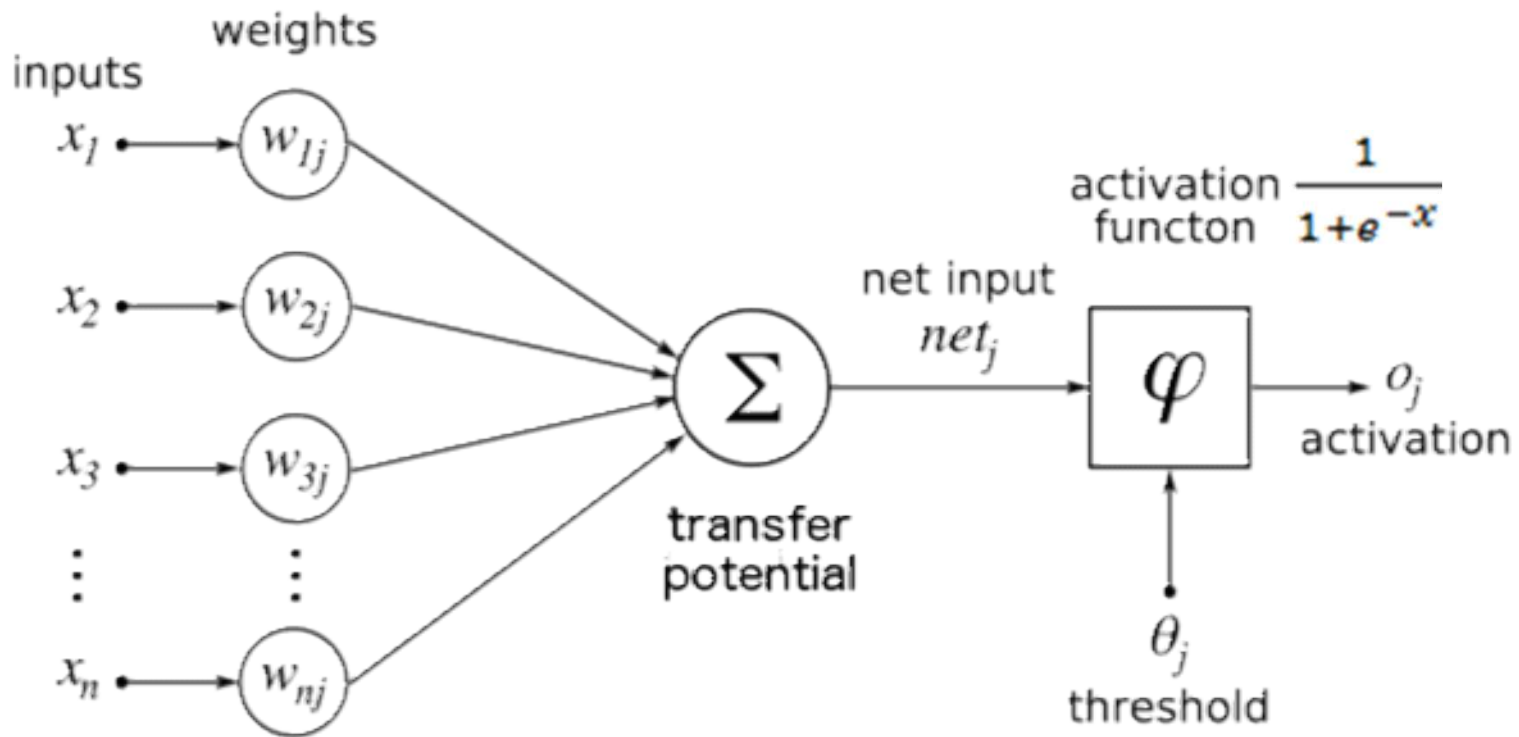 weights
inputs
x₁
w₁ⱼ
x₂
w₂ⱼ
x₃
w₃ⱼ
⋮
⋮
xₙ
wₙⱼ
Σ
transfer
potential
net input
netⱼ
activation
functon
1
1+e⁻ˣ
φ
oⱼ
activation
θⱼ
threshold